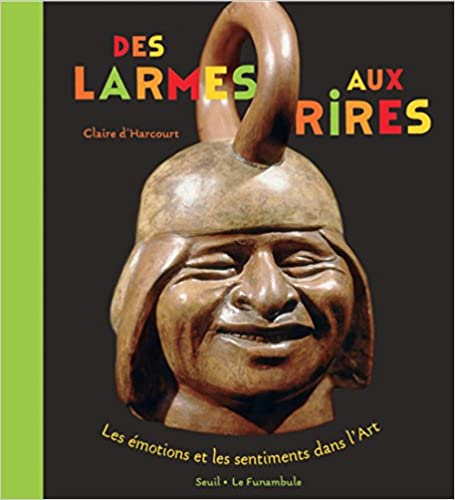 DES
LARMES
AUX
RIRES
Claire d'Harcourt
Les émotions et les sentiments dans l'Art
Seuil • Le Funambule